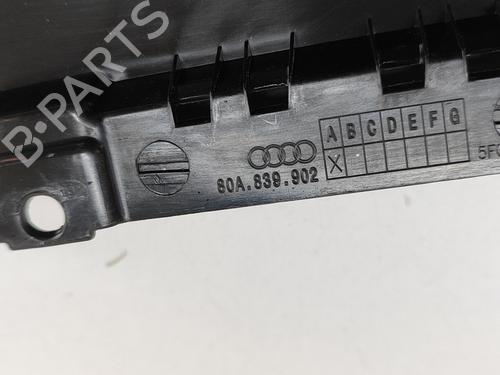 B-PARTS
A B C D E F G
X
5F
80A.839.902